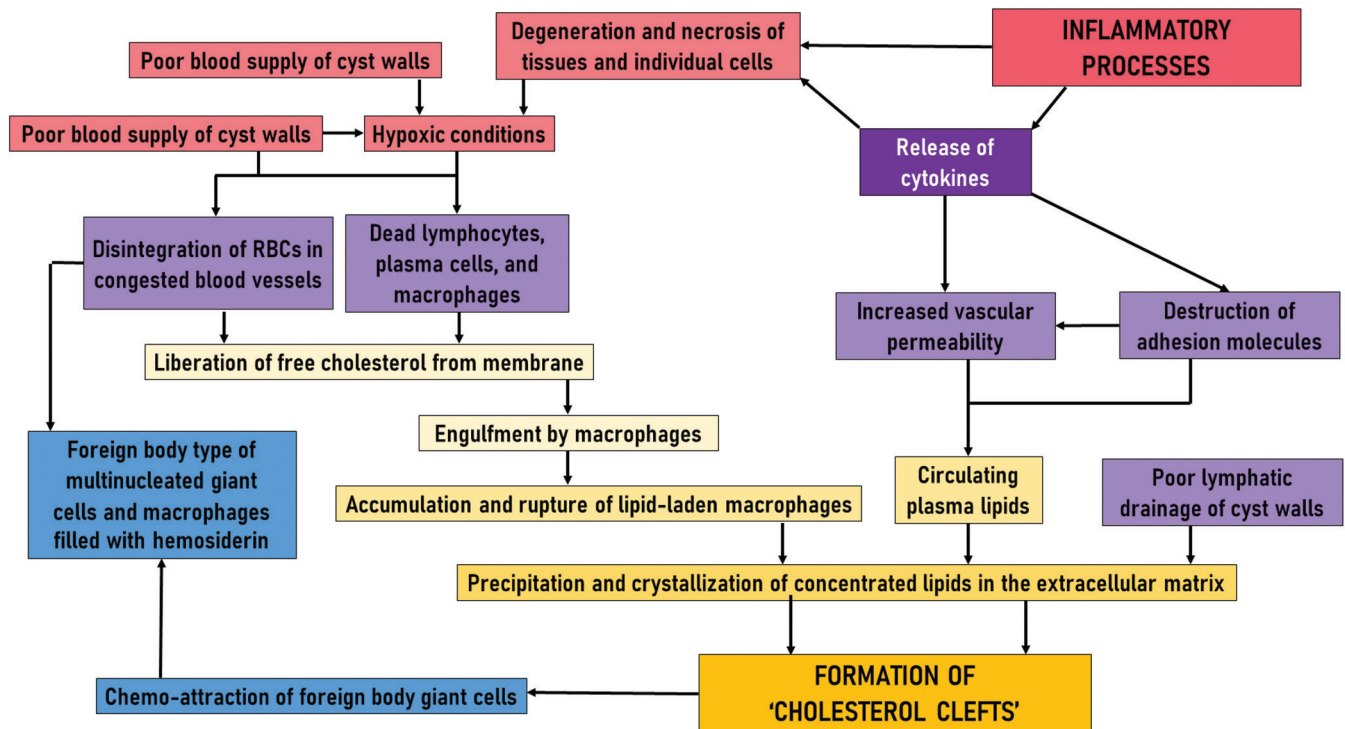 Degeneration and necrosis of
tissues and individual cells
INFLAMMATORY
PROCESSES
Poor blood supply of cyst walls
Poor blood supply of cyst walls
Hypoxic conditions
Release of
cytokines
Disintegration of RBCs in
congested blood vessels
Dead lymphocytes,
plasma cells, and
macrophages
Increased vascular
permeability
Destruction of
adhesion molecules
Liberation of free cholesterol from membrane
Engulfment by macrophages
Foreign body type of
multinucleated giant
cells and macrophages
filled with hemosiderin
Accumulation and rupture of lipid-laden macrophages
Circulating
plasma lipids
Poor lymphatic
drainage of cyst walls
Precipitation and crystallization of concentrated lipids in the extracellular matrix
Chemo-attraction of foreign body giant cells
FORMATION OF
‘CHOLESTEROL CLEFTS’